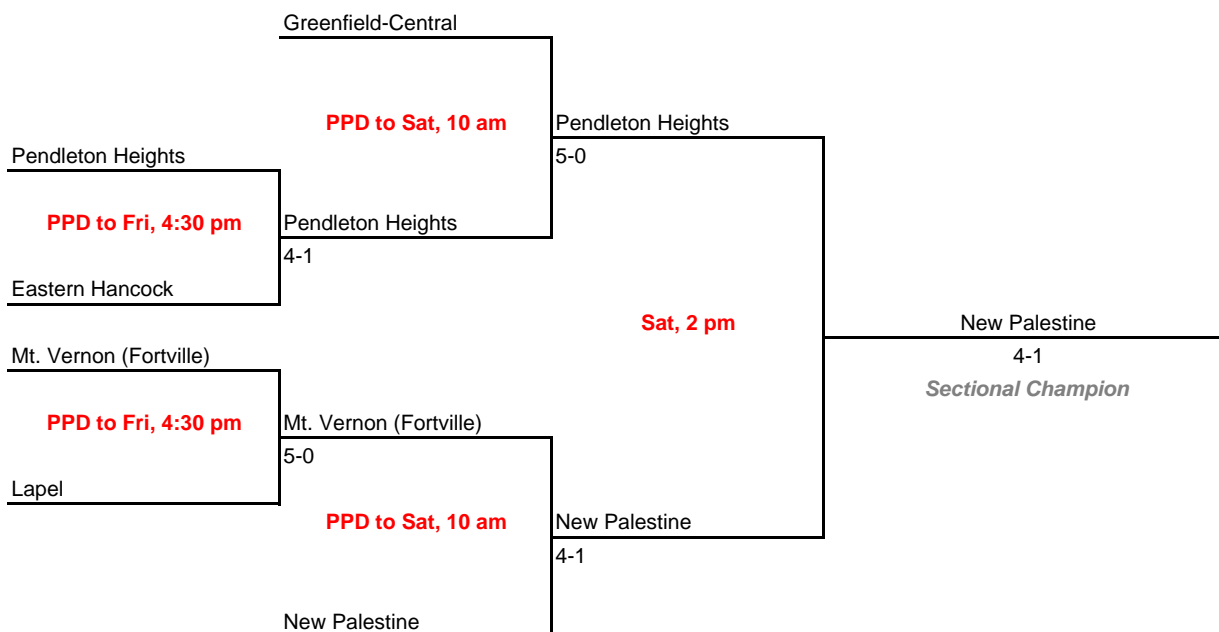 Greenfield-Central
PPD to Sat, 10 am
Pendleton Heights
Pendleton Heights
5-0
PPD to Fri, 4:30 pm
Pendleton Heights
4-1
Eastern Hancock
Sat, 2 pm
New Palestine
Mt. Vernon (Fortville)
4-1
Sectional Champion
PPD to Fri, 4:30 pm
Mt. Vernon (Fortville)
5-0
Lapel
PPD to Sat, 10 am
New Palestine
4-1
New Palestine